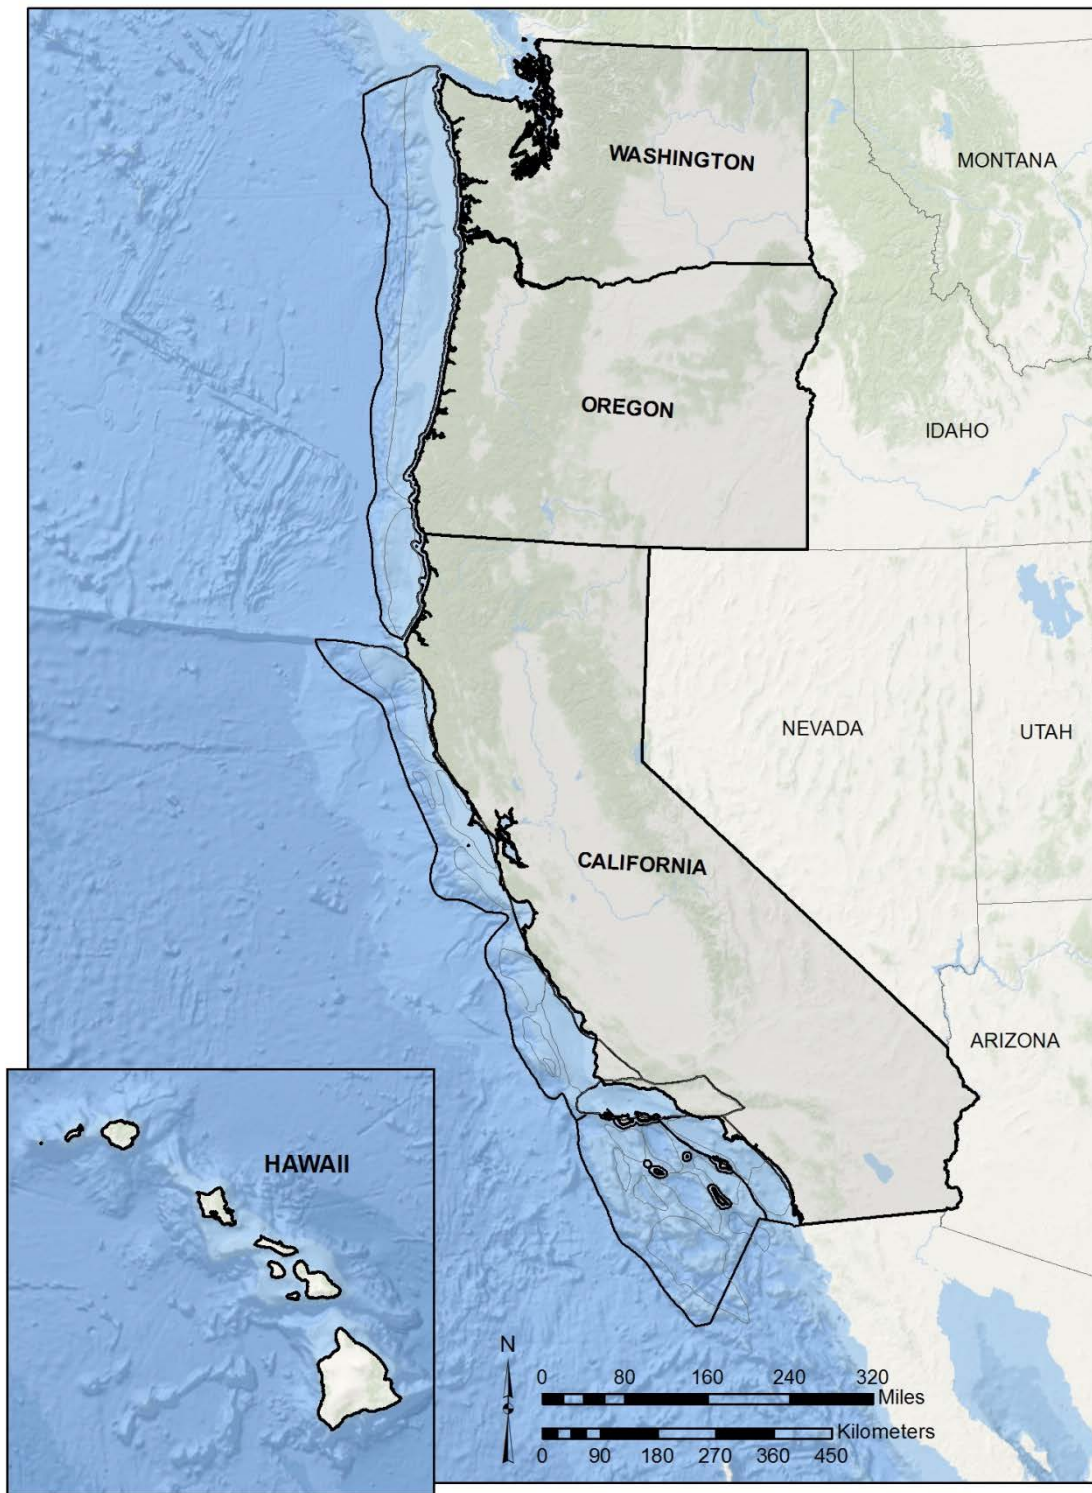 WASHINGTON
MONTANA
OREGON
IDAHO
NEVADA
UTAH
CALIFORNIA
ARIZONA
HAWAII
N
0 80 160 240 320
Miles
Kilometers
0 90 180 270 360 450